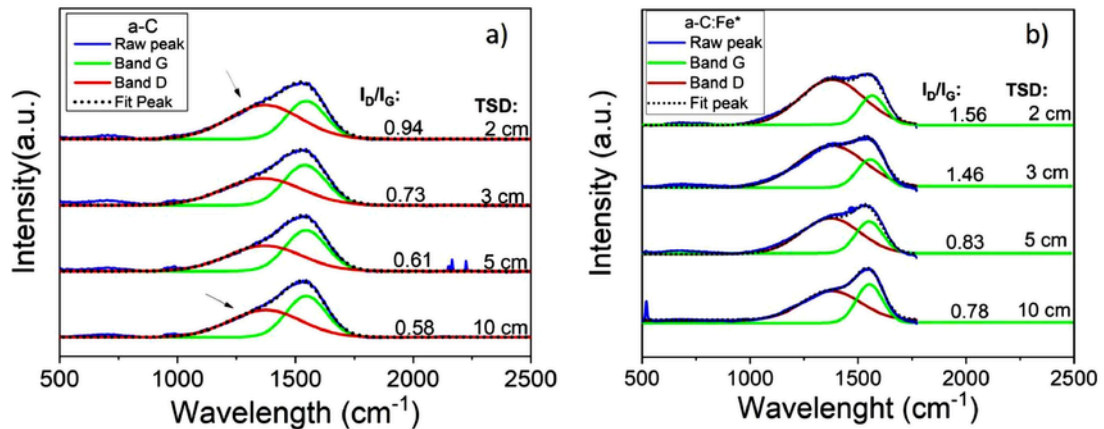 a-C
Raw peak
Band G
Band D
Fit Peak
a)
I_D/I_G:
TSD:
0.94
2 cm
0.73
3 cm
0.61
5 cm
0.58
10 cm
Intensity(a.u.)
500 1000 1500 2000 2500
Wavelength (cm⁻¹)
a-C:Fe*
Raw peak
Band G
Band D
Fit peak
b)
I_D/I_G:
TSD:
1.56
2 cm
1.46
3 cm
0.83
5 cm
0.78
10 cm
Intensity (a.u.)
500 1000 1500 2000 2500
Wavelenght (cm⁻¹)